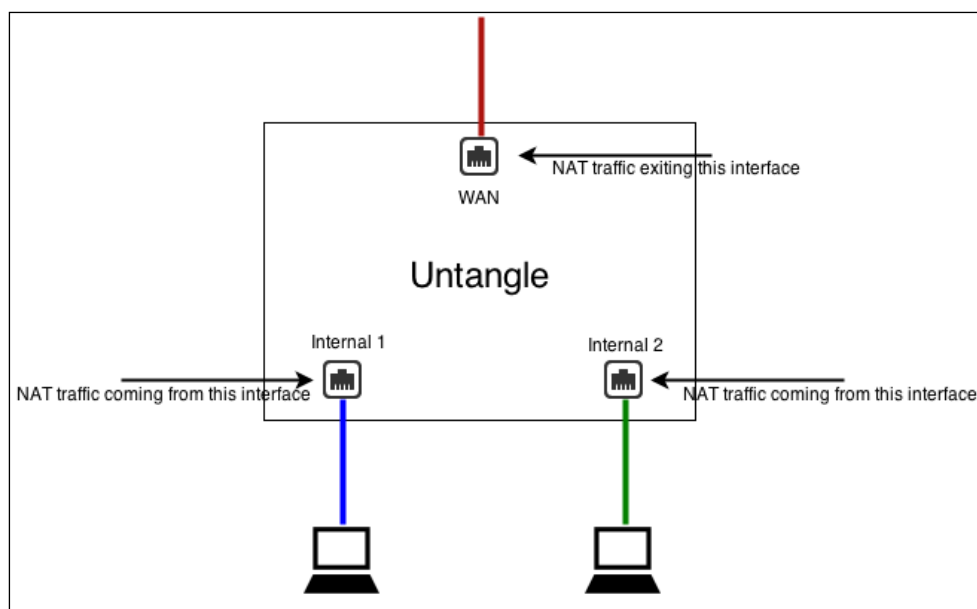 NAT traffic exiting this interface
WAN
Untangle
Internal 1
Internal 2
NAT traffic coming from this interface
NAT traffic coming from this interface